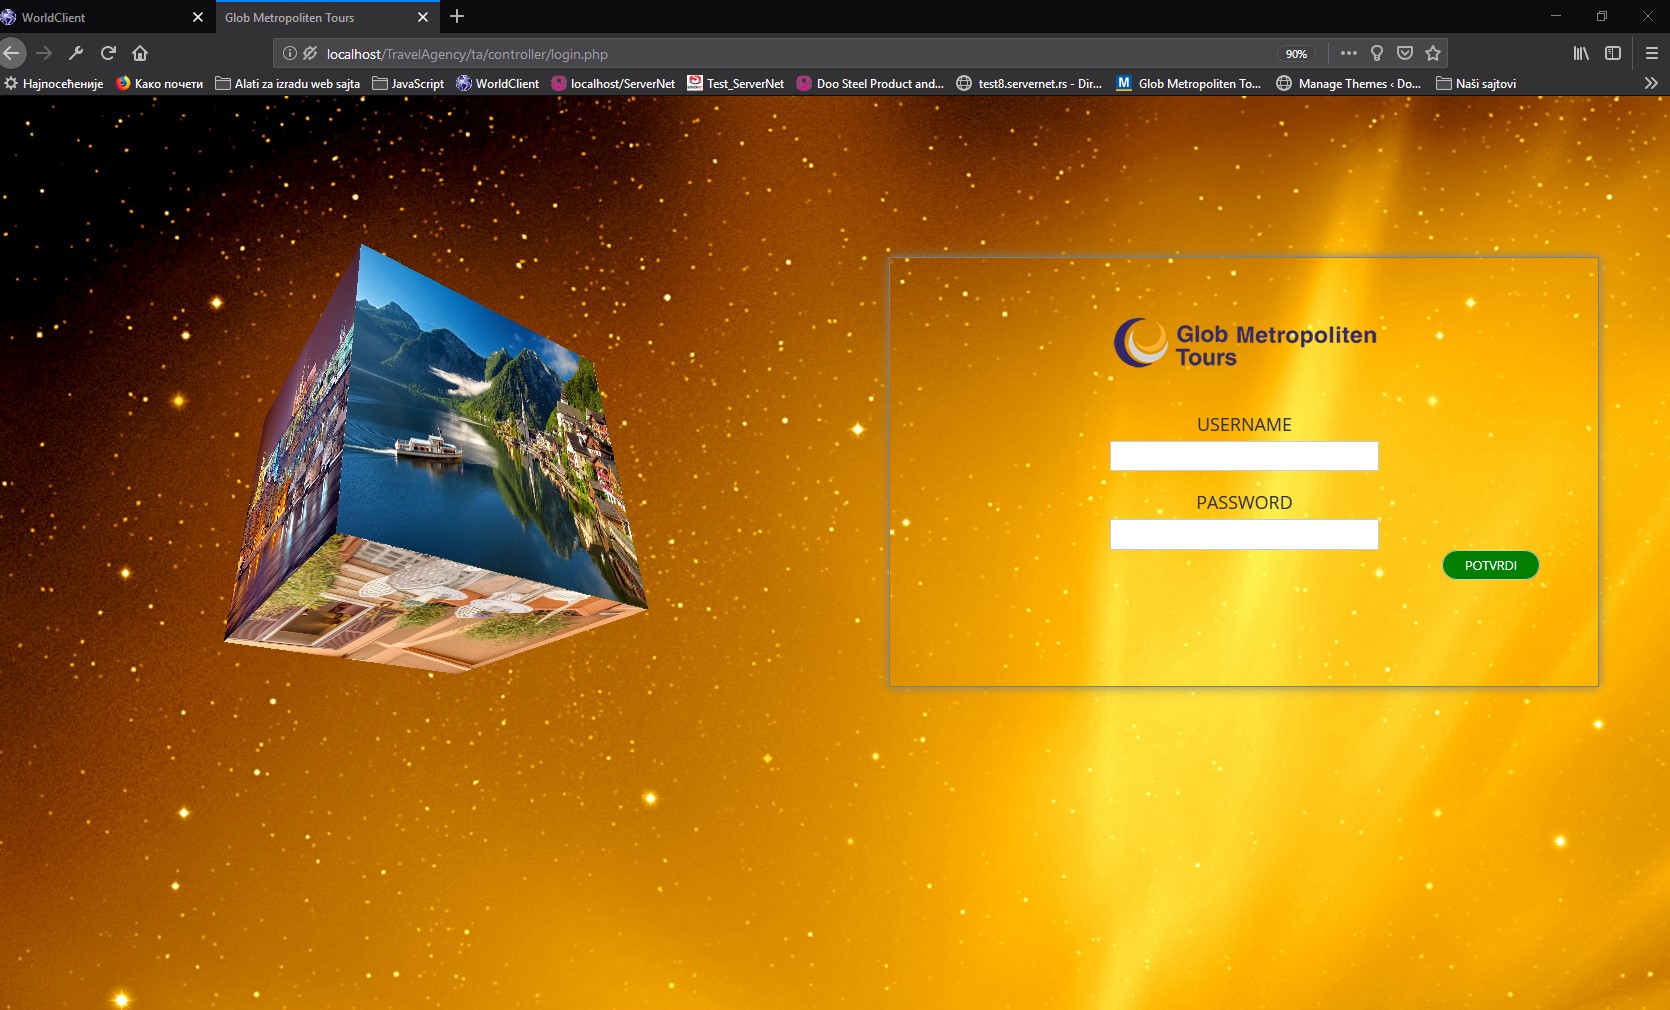 WorldClient
Glob Metropoliten Tours
localhost/TravelAgency/ta/controller/login.php
90%
Најпосећеније
Како почети
Alati za izradu web sajta
JavaScript
WorldClient
localhost/ServerNet
Test_ServerNet
Doo Steel Product and...
test8.servernet.rs - Dir...
M
Glob Metropoliten To...
Manage Themes ‹ Do...
Naši sajtovi
Glob Metropoliten
Tours
USERNAME
PASSWORD
POTVRDI